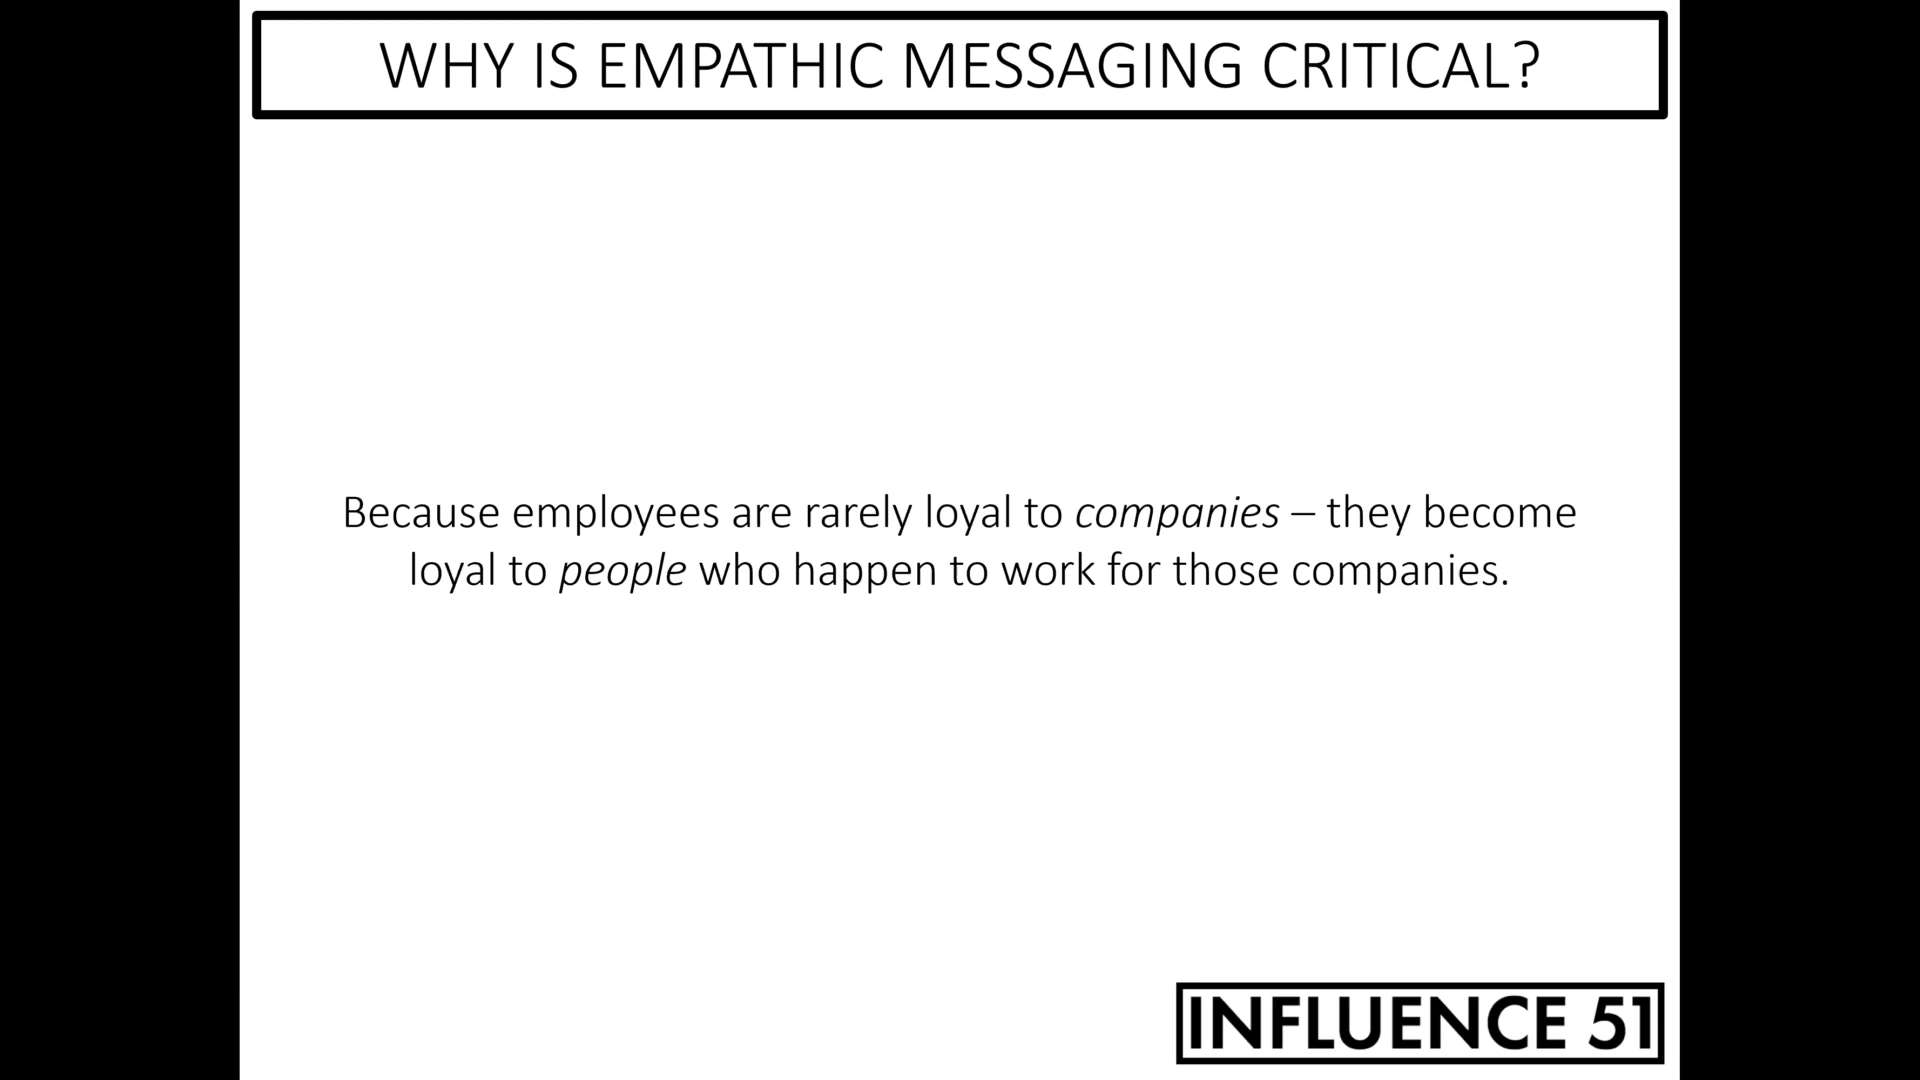 WHY IS EMPATHIC MESSAGING CRITICAL?
Because employees are rarely loyal to companies – they become
loyal to people who happen to work for those companies.
INFLUENCE 51